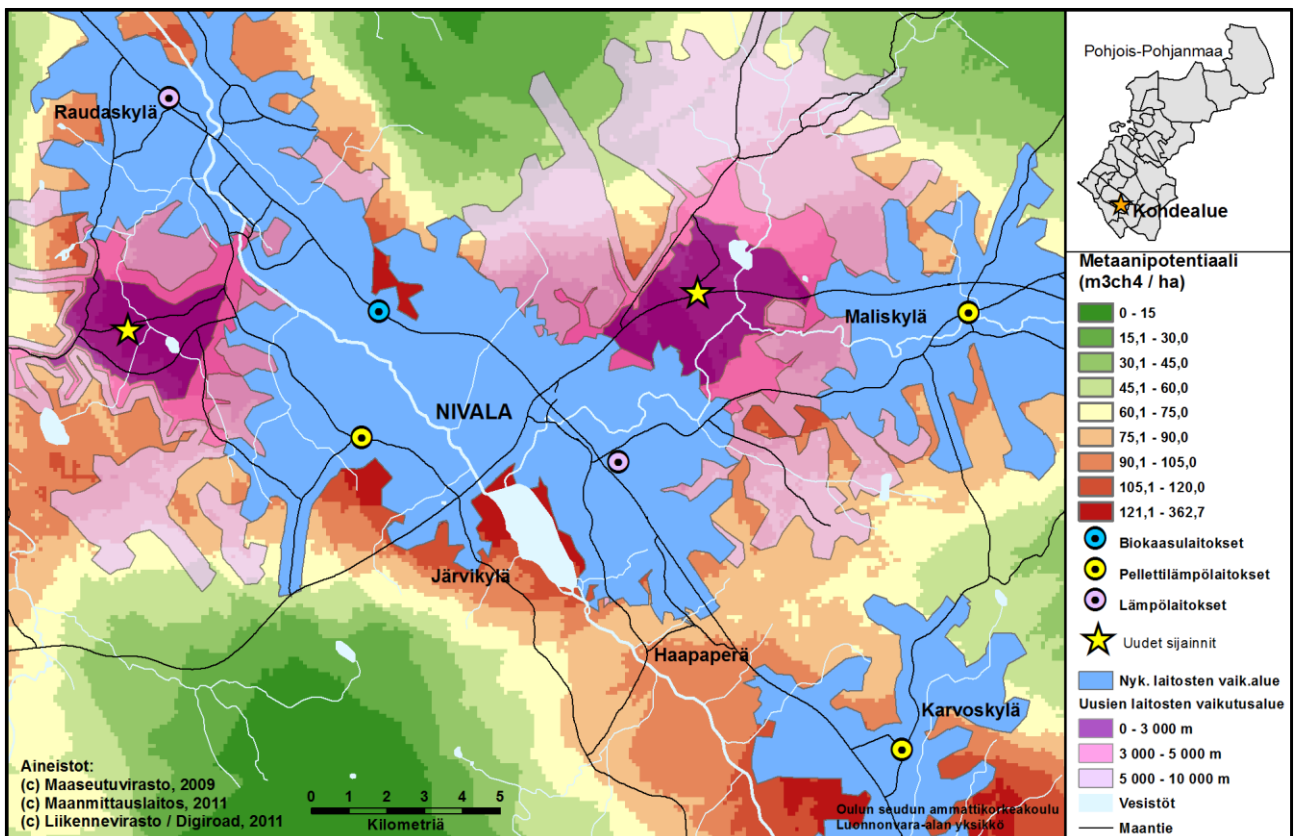 Raudaskylä
NIVALA
Maliskylä
Järvikylä
Haapaperä
Karvoskylä
Aineistot:
(c) Maaseutuvirasto, 2009
(c) Maanmittauslaitos, 2011
(c) Liikennevirasto / Digiroad, 2011
0 1 2 3 4 5
Kilometriä
Oulun seudun ammattikorkeakoulu
Luonnonvara-alan yksikkö
Pohjois-Pohjanmaa
Kohdealue
Metaanipotentiaali
(m3ch4 / ha)
0 - 15
15,1 - 30,0
30,1 - 45,0
45,1 - 60,0
60,1 - 75,0
75,1 - 90,0
90,1 - 105,0
105,1 - 120,0
121,1 - 362,7
Biokaasulaitokset
Pellettilämpölaitokset
Lämpölaitokset
Uudet sijainnit
Nyk. laitosten vaik.alue
Uusien laitosten vaikutusalue
0 - 3 000 m
3 000 - 5 000 m
5 000 - 10 000 m
Vesistöt
Maantie